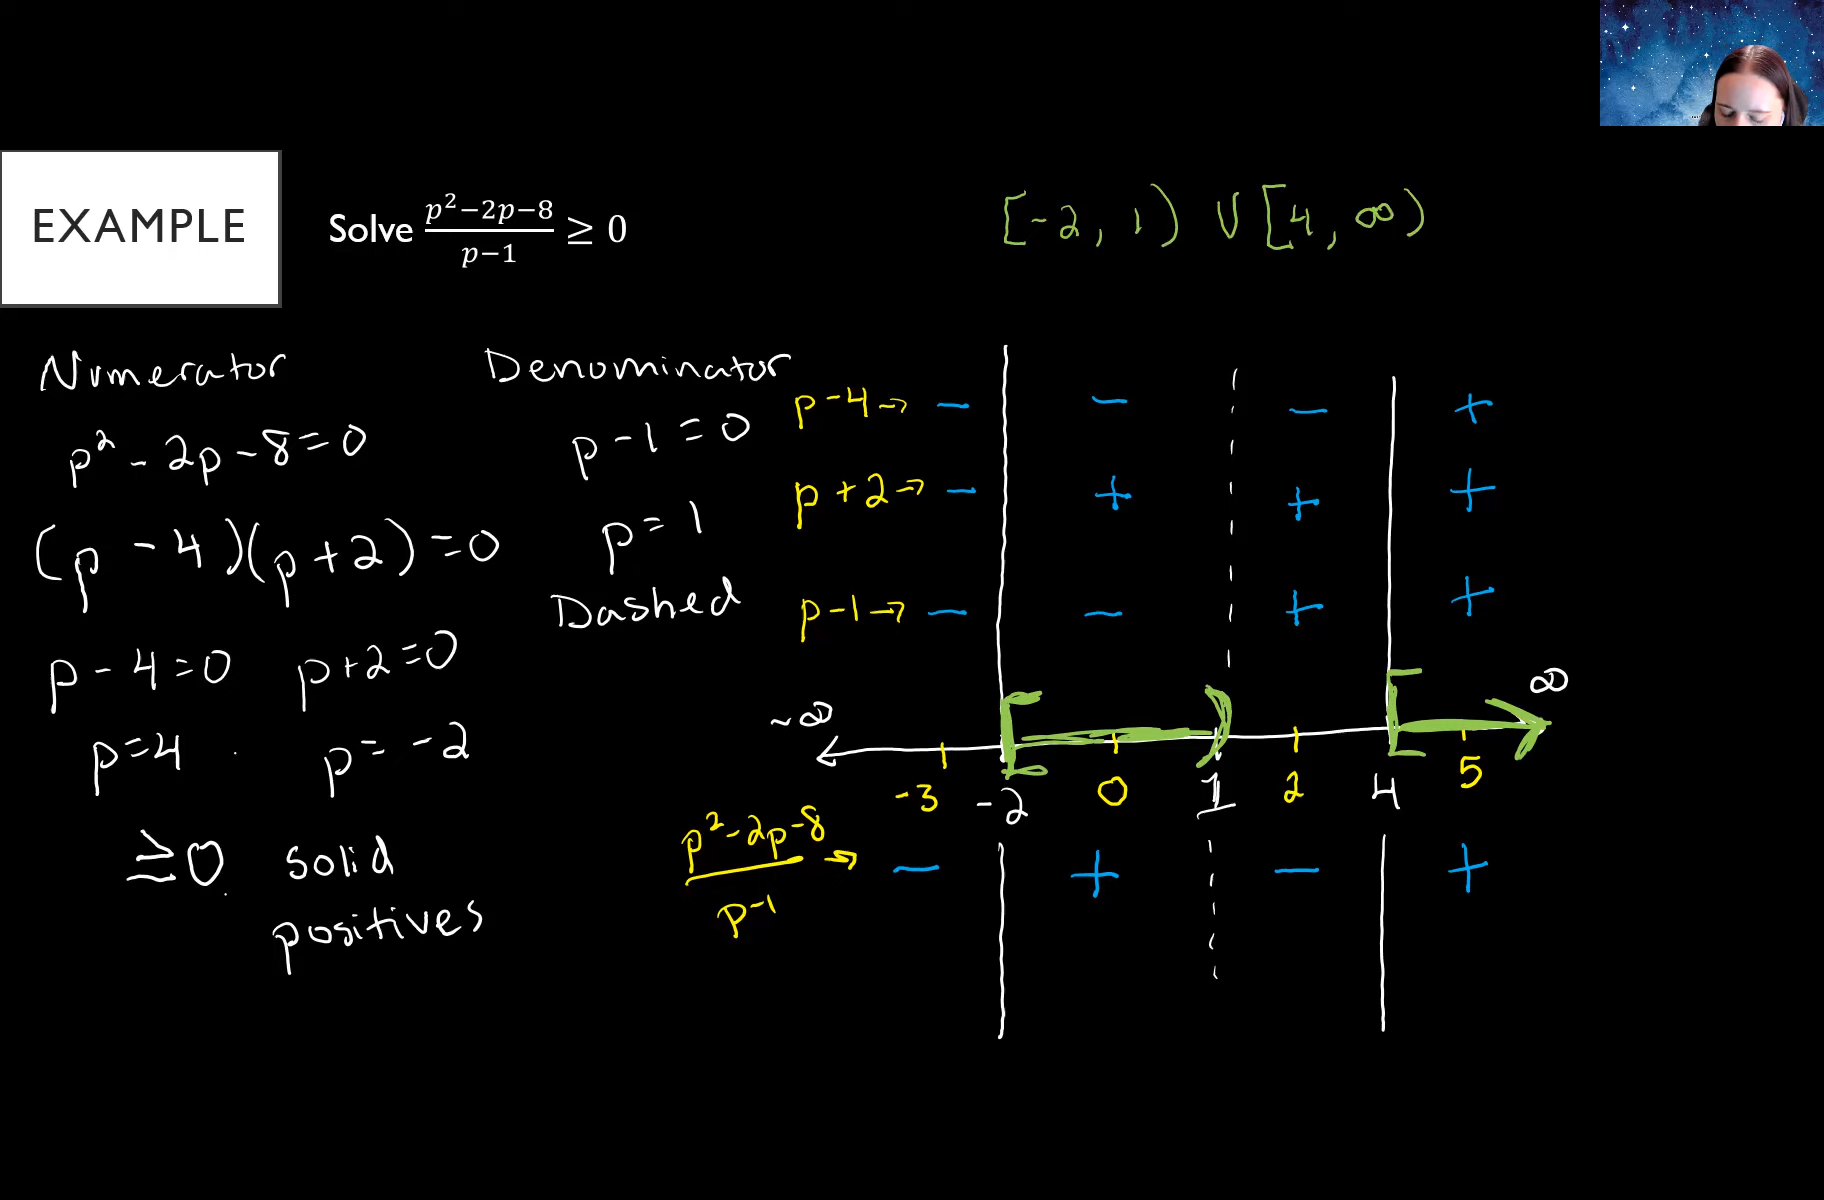 EXAMPLE
Solve p²−2p−8 / p−1 ≥ 0
[-2, 1) ∪ [4, ∞)
Numerator
p² - 2p - 8 = 0
(p - 4)(p + 2) = 0
p - 4 = 0 p + 2 = 0
p = 4 p = -2
≥ 0 solid
positives
Denominator
p - 1 = 0
p = 1
Dashed
p - 4 → - - - +
p + 2 → - + + +
p - 1 → - - + +
-∞ ∞
-3 -2 0 1 2 4 5
p² - 2p - 8 / p - 1 → - + - +